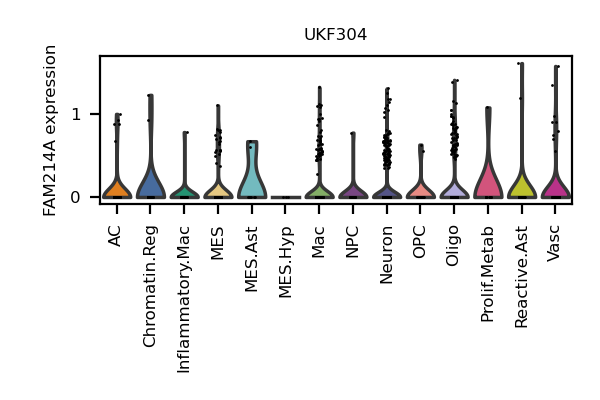 UKF304
FAM214A expression
1
0
AC
Chromatin.Reg
Inflammatory.Mac
MES
MES.Ast
MES.Hyp
Mac
NPC
Neuron
OPC
Oligo
Prolif.Metab
Reactive.Ast
Vasc